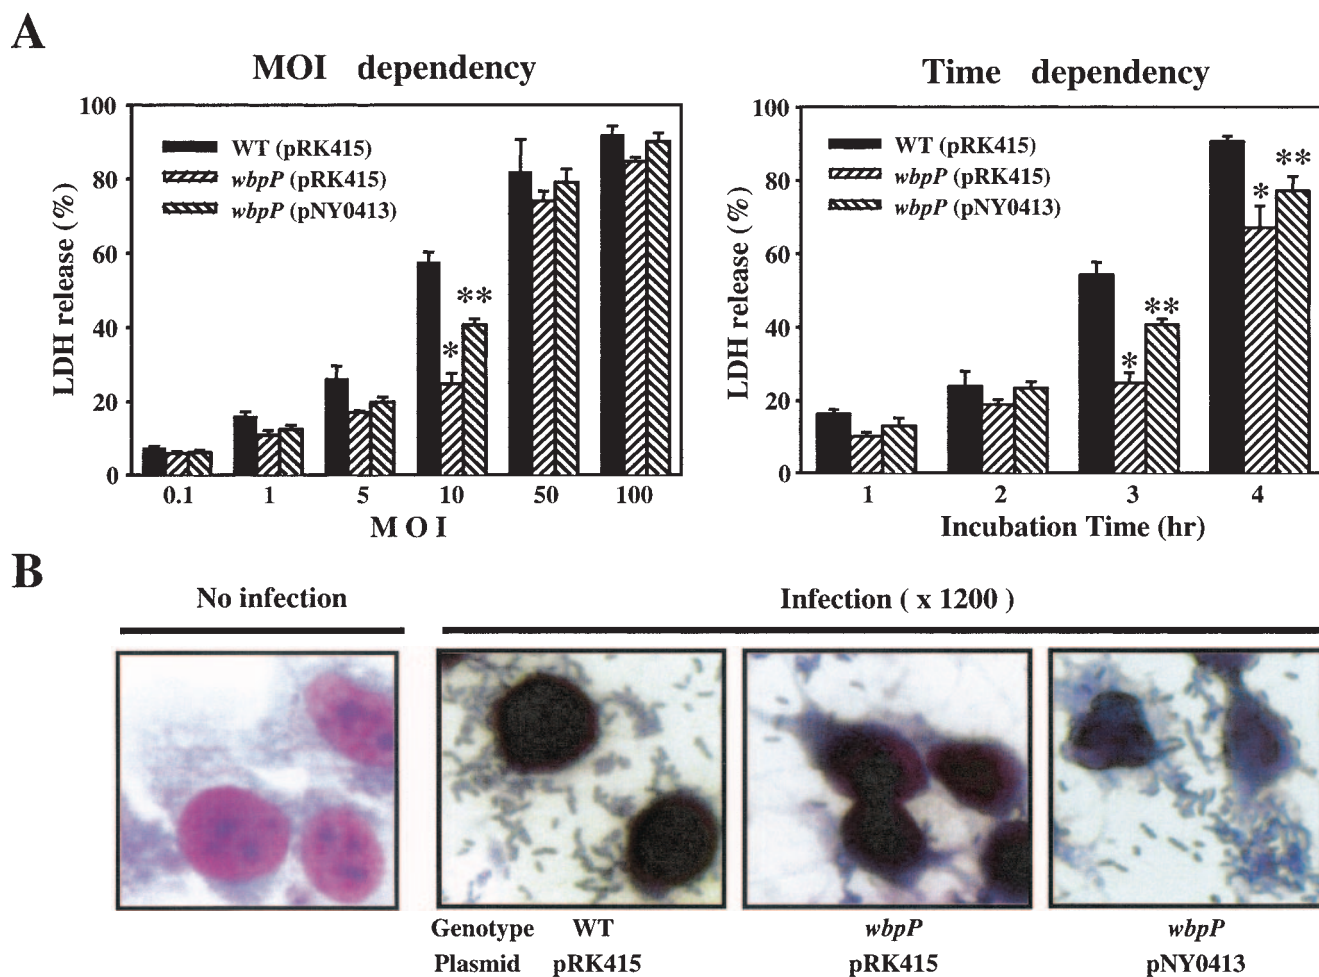 A
MOI dependency
100
80
60
40
20
0
LDH release (%)
WT (pRK415)
wbpP (pRK415)
wbpP (pNY0413)
*
**
0.1 1 5 10 50 100
M O I
Time dependency
100
80
60
40
20
0
LDH release (%)
WT (pRK415)
wbpP (pRK415)
wbpP (pNY0413)
*
**
*
**
1 2 3 4
Incubation Time (hr)
B
No infection
Infection ( x 1200 )
Genotype WT wbpP wbpP
Plasmid pRK415 pRK415 pNY0413